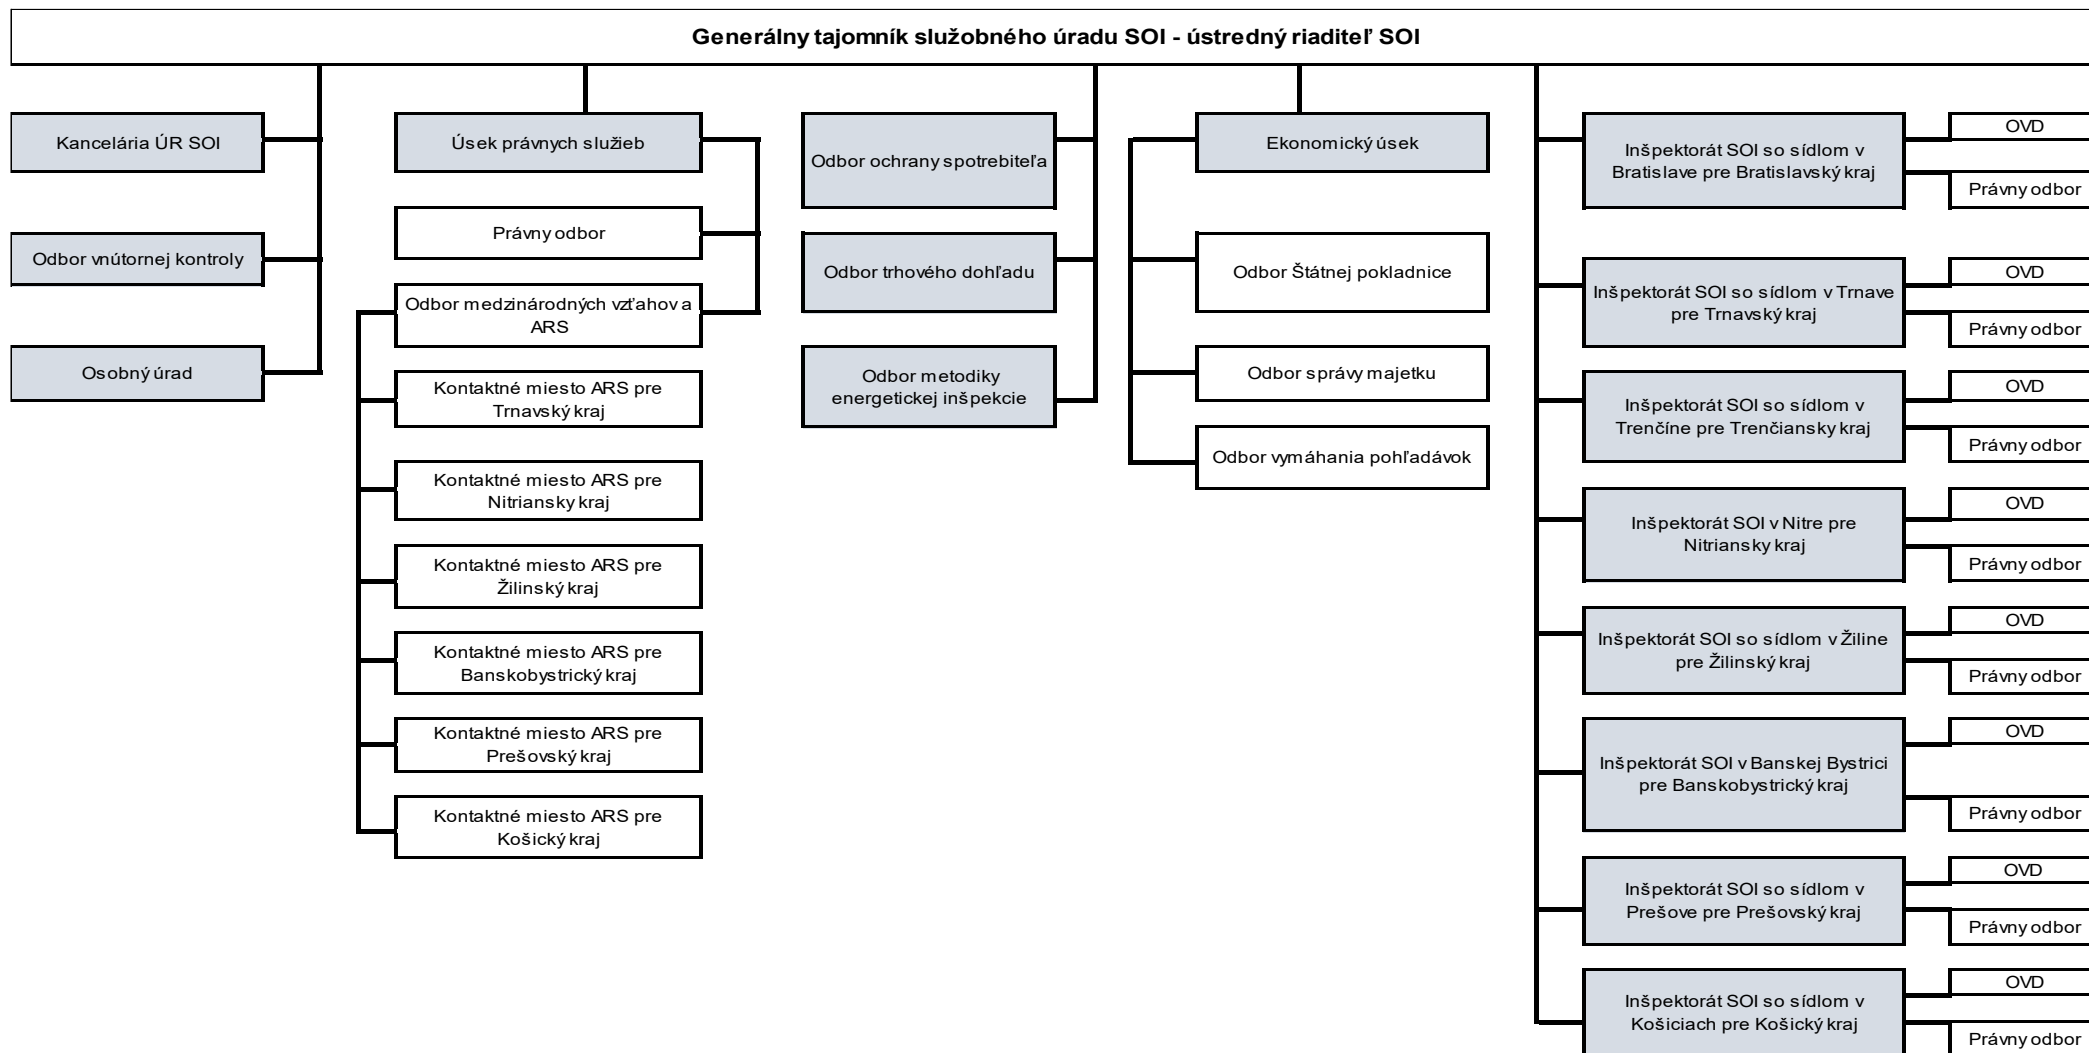 Generálny tajomník služobného úradu SOI - ústredný riaditeľ SOI
Kancelária ÚR SOI
Odbor vnútornej kontroly
Osobný úrad
Úsek právnych služieb
Právny odbor
Odbor medzinárodných vzťahov a
ARS
Kontaktné miesto ARS pre
Trnavský kraj
Kontaktné miesto ARS pre
Nitriansky kraj
Kontaktné miesto ARS pre
Žilinský kraj
Kontaktné miesto ARS pre
Banskobystrický kraj
Kontaktné miesto ARS pre
Prešovský kraj
Kontaktné miesto ARS pre
Košický kraj
Odbor ochrany spotrebiteľa
Odbor trhového dohľadu
Odbor metodiky
energetickej inšpekcie
Ekonomický úsek
Odbor Štátnej pokladnice
Odbor správy majetku
Odbor vymáhania pohľadávok
Inšpektorát SOI so sídlom v
Bratislave pre Bratislavský kraj
OVD
Právny odbor
Inšpektorát SOI so sídlom v Trnave
pre Trnavský kraj
OVD
Právny odbor
Inšpektorát SOI so sídlom v
Trenčíne pre Trenčiansky kraj
OVD
Právny odbor
Inšpektorát SOI v Nitre pre
Nitriansky kraj
OVD
Právny odbor
Inšpektorát SOI so sídlom v Žiline
pre Žilinský kraj
OVD
Právny odbor
Inšpektorát SOI v Banskej Bystrici
pre Banskobystrický kraj
OVD
Právny odbor
Inšpektorát SOI so sídlom v
Prešove pre Prešovský kraj
OVD
Právny odbor
Inšpektorát SOI so sídlom v
Košiciach pre Košický kraj
OVD
Právny odbor